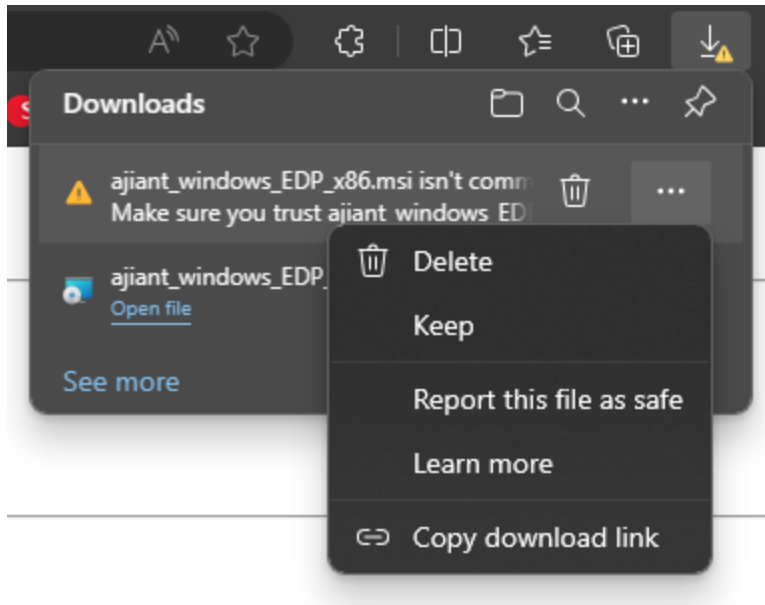 Downloads
ajiant_windows_EDP_x86.msi isn't comm
Make sure you trust ajiant_windows_ED
ajiant_windows_EDP_
Open file
See more
Delete
Keep
Report this file as safe
Learn more
Copy download link